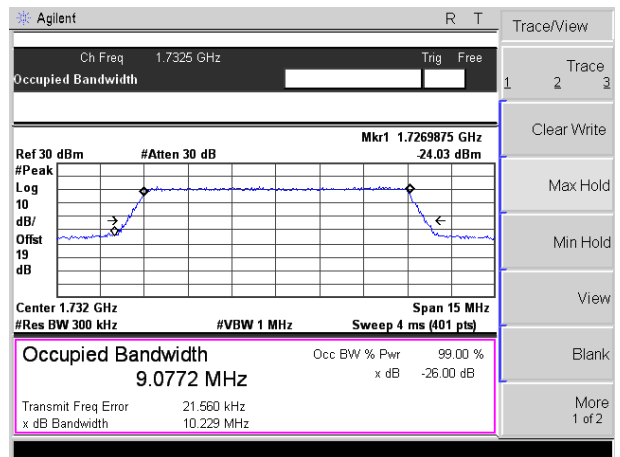 Agilent R T
Ch Freq 1.7325 GHz Trig Free
Occupied Bandwidth
Mkr1 1.7269875 GHz
Ref 30 dBm #Atten 30 dB -24.03 dBm
#Peak
Log
10
dB/
Offst
19
dB
Center 1.732 GHz Span 15 MHz
#Res BW 300 kHz #VBW 1 MHz Sweep 4 ms (401 pts)
Occupied Bandwidth Occ BW % Pwr 99.00 %
9.0772 MHz x dB -26.00 dB
Transmit Freq Error 21.560 kHz
x dB Bandwidth 10.229 MHz
Trace/View
Trace
1 2 3
Clear Write
Max Hold
Min Hold
View
Blank
More
1 of 2